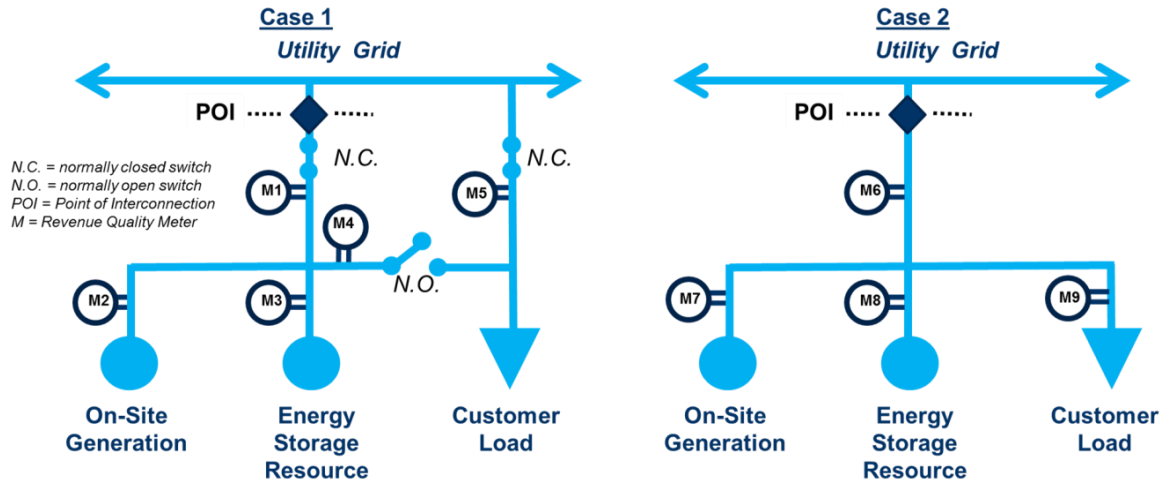 Case 1
Utility Grid
POI
N.C.
N.C.
N.C. = normally closed switch
N.O. = normally open switch
POI = Point of Interconnection
M = Revenue Quality Meter
M1
M5
M4
N.O.
M2
M3
On-Site
Generation
Energy
Storage
Resource
Customer
Load
Case 2
Utility Grid
POI
M6
M7
M8
M9
On-Site
Generation
Energy
Storage
Resource
Customer
Load